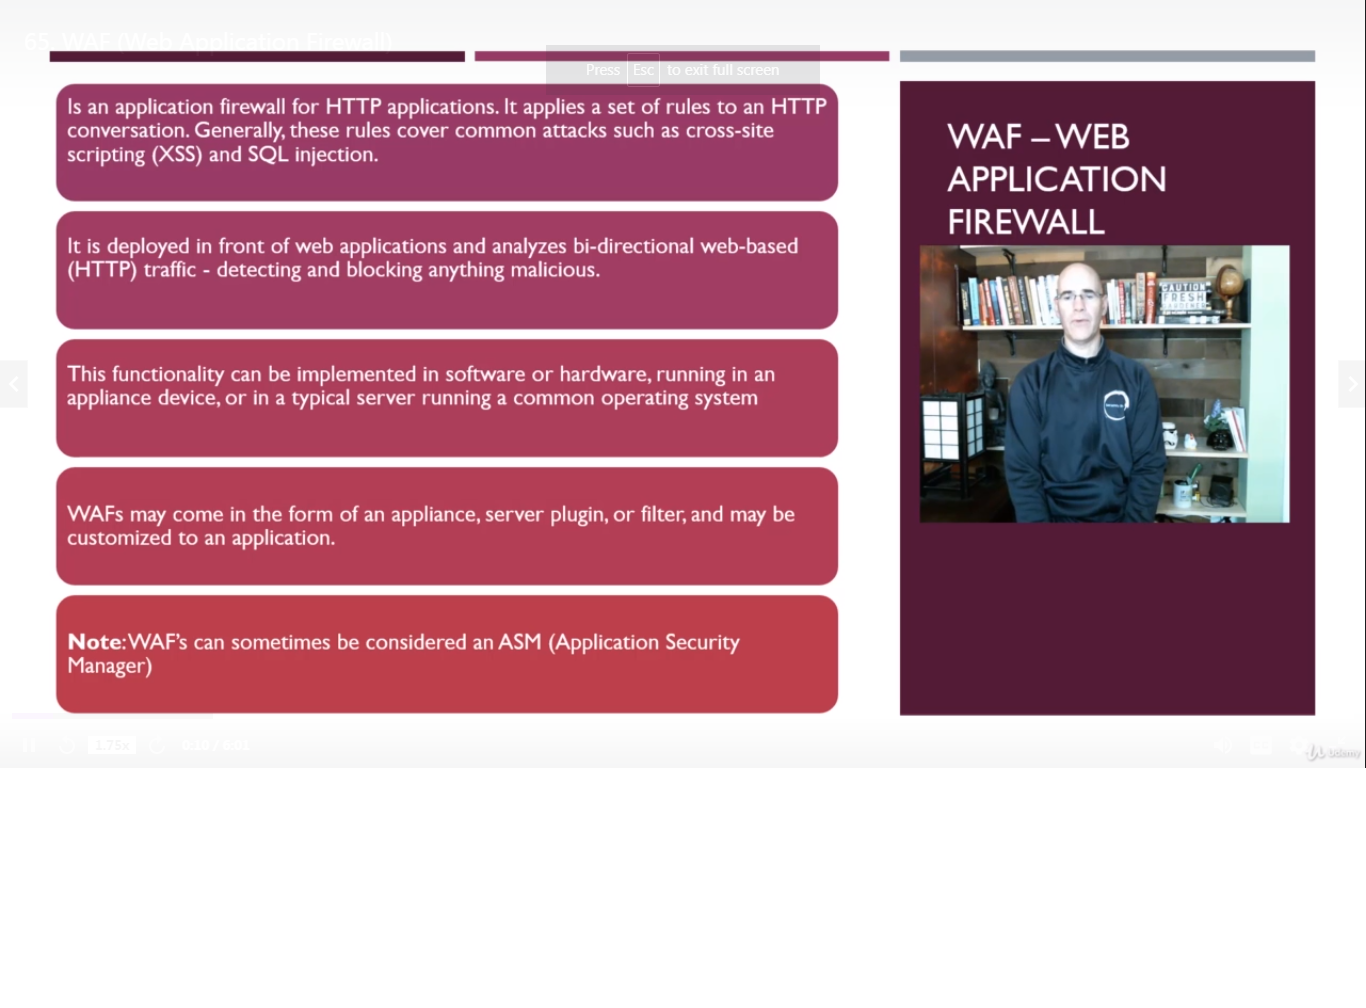 65. WAF (Web Application Firewall)
Press Esc to exit full screen
Is an application firewall for HTTP applications. It applies a set of rules to an HTTP
conversation. Generally, these rules cover common attacks such as cross-site
scripting (XSS) and SQL injection.
It is deployed in front of web applications and analyzes bi-directional web-based
(HTTP) traffic - detecting and blocking anything malicious.
This functionality can be implemented in software or hardware, running in an
appliance device, or in a typical server running a common operating system
WAFs may come in the form of an appliance, server plugin, or filter, and may be
customized to an application.
Note: WAF's can sometimes be considered an ASM (Application Security
Manager)
WAF – WEB
APPLICATION
FIREWALL
CAUTION
FRESH
1.75x
0:10 / 6:01
Udemy